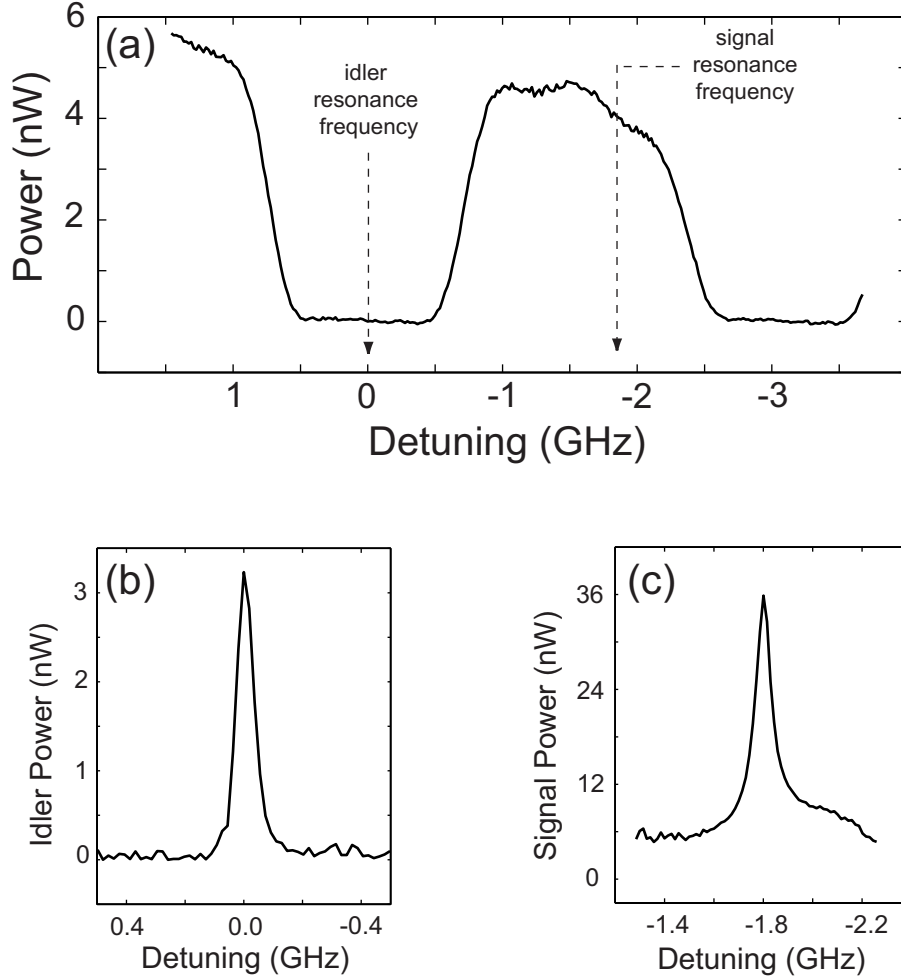 (a)
Power (nW)
6
4
2
0
idler
resonance
frequency
signal
resonance
frequency
1 0 -1 -2 -3
Detuning (GHz)
(b)
Idler Power (nW)
3
2
1
0
0.4 0.0 -0.4
Detuning (GHz)
(c)
Signal Power (nW)
36
24
12
0
-1.4 -1.8 -2.2
Detuning (GHz)